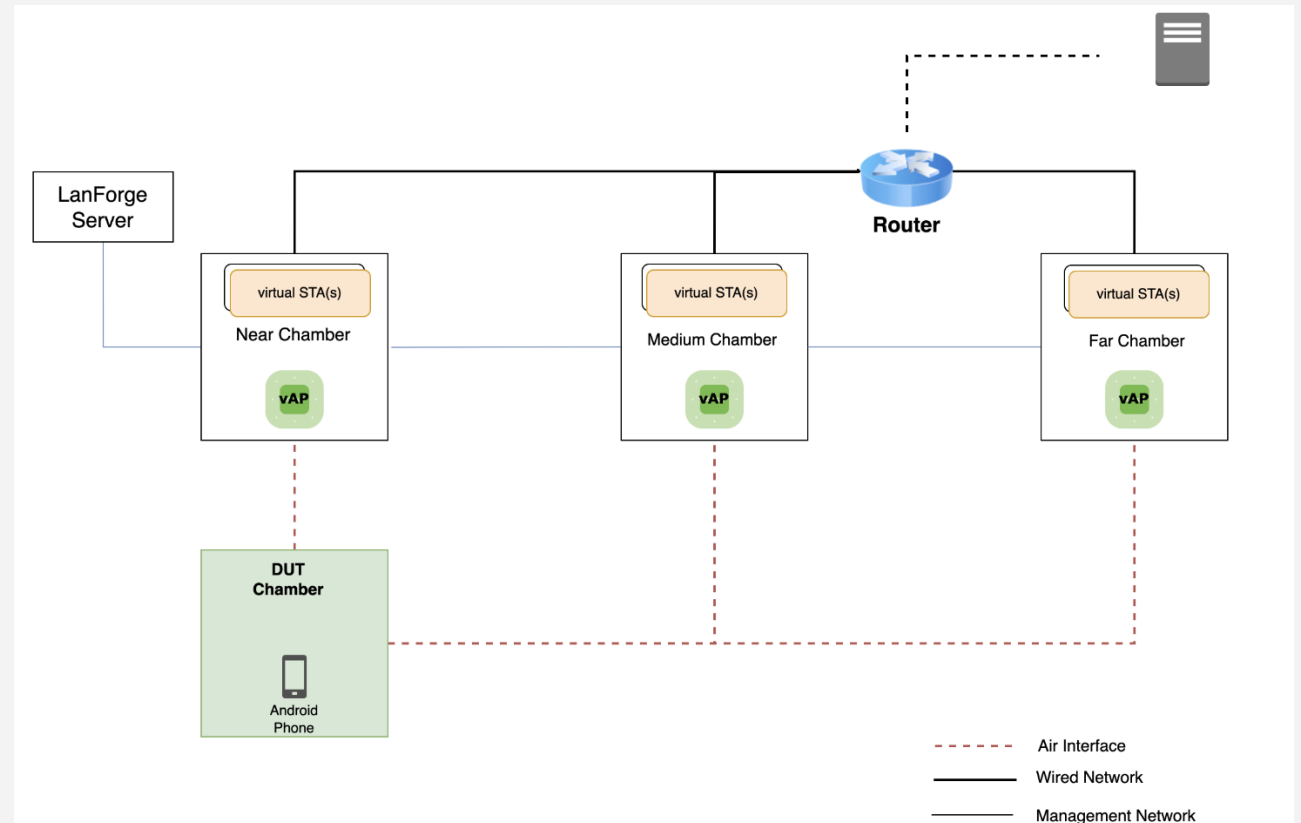 LanForge
Server
Router
virtual STA(s)
Near Chamber
vAP
virtual STA(s)
Medium Chamber
vAP
virtual STA(s)
Far Chamber
vAP
DUT
Chamber
Android
Phone
Air Interface
Wired Network
Management Network